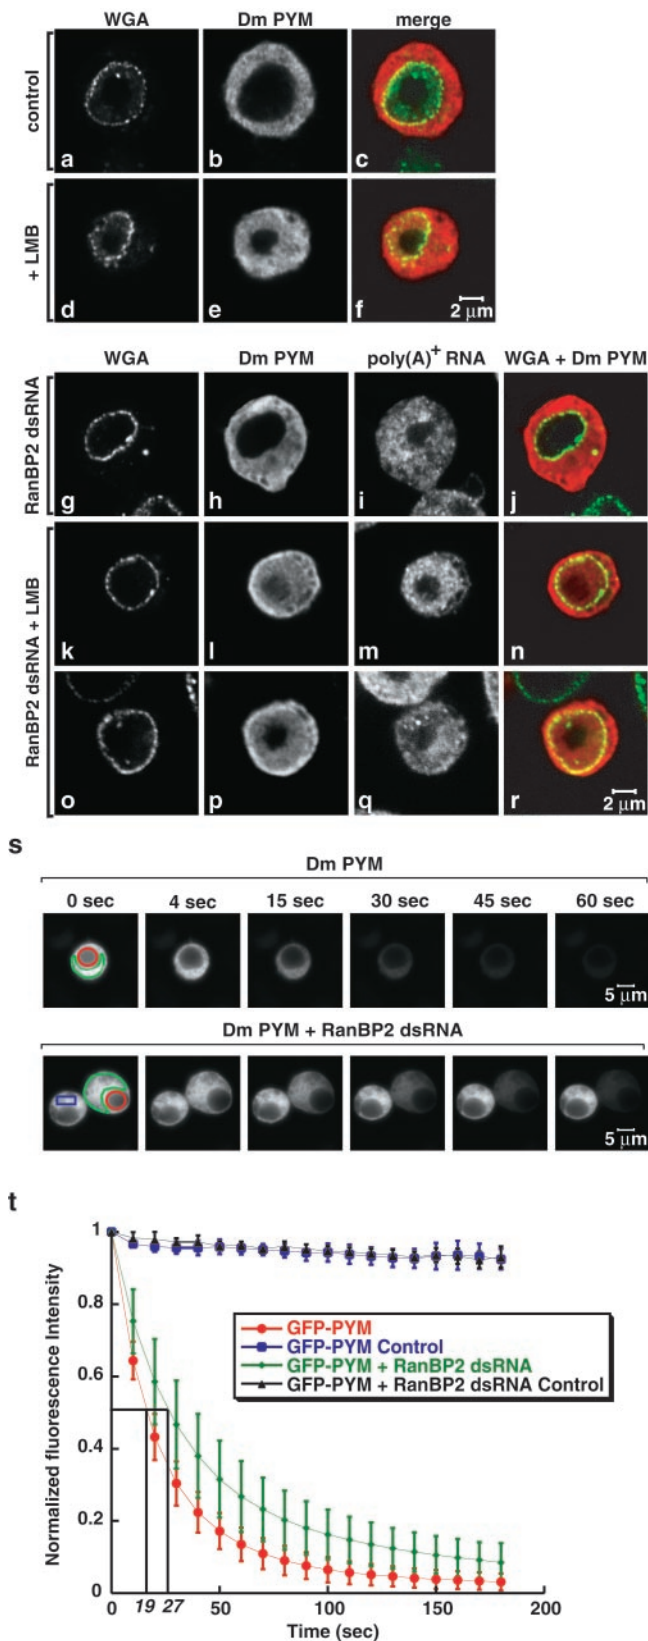 WGA Dm PYM merge
control
a b c
+ LMB
d e f
2 µm
WGA Dm PYM poly(A)+ RNA WGA + Dm PYM
RanBP2 dsRNA
g h i j
RanBP2 dsRNA + LMB
k l m n
o p q r
2 µm
s
Dm PYM
0 sec 4 sec 15 sec 30 sec 45 sec 60 sec
5 µm
Dm PYM + RanBP2 dsRNA
5 µm
t
Normalized fluorescence Intensity
1
0.8
0.6
0.4
0.2
0
GFP-PYM
GFP-PYM Control
GFP-PYM + RanBP2 dsRNA
GFP-PYM + RanBP2 dsRNA Control
0 19 27 50 100 150 200
Time (sec)